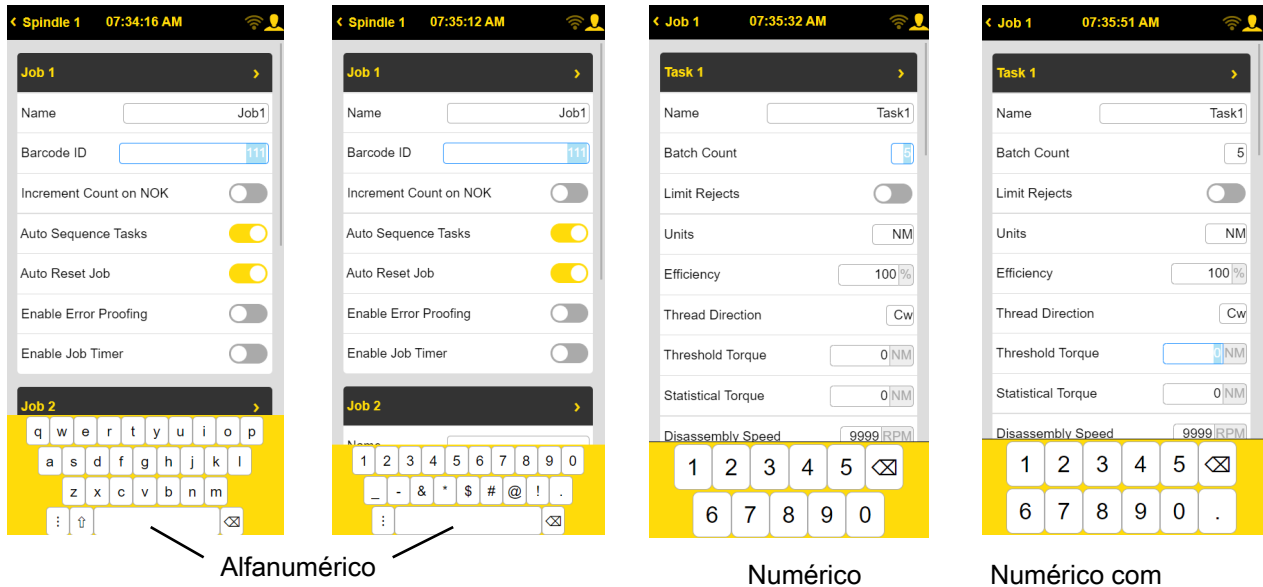 ‹ Spindle 1 07:34:16 AM
Job 1 ›
Name Job1
Barcode ID 111
Increment Count on NOK
Auto Sequence Tasks
Auto Reset Job
Enable Error Proofing
Enable Job Timer
Job 2 ›
q w e r t y u i o p
a s d f g h j k l
z x c v b n m
⋮ ⇧ ⌫
‹ Spindle 1 07:35:12 AM
Job 1 ›
Name Job1
Barcode ID 111
Increment Count on NOK
Auto Sequence Tasks
Auto Reset Job
Enable Error Proofing
Enable Job Timer
Job 2 ›
Name
1 2 3 4 5 6 7 8 9 0
_ - & * $ # @ ! .
⋮ ⌫
Alfanumérico
‹ Job 1 07:35:32 AM
Task 1 ›
Name Task1
Batch Count 5
Limit Rejects
Units NM
Efficiency 100 %
Thread Direction Cw
Threshold Torque 0 NM
Statistical Torque 0 NM
Disassembly Speed 9999 RPM
1 2 3 4 5 ⌫
6 7 8 9 0
Numérico
‹ Job 1 07:35:51 AM
Task 1 ›
Name Task1
Batch Count 5
Limit Rejects
Units NM
Efficiency 100 %
Thread Direction Cw
Threshold Torque 0 NM
Statistical Torque 0 NM
Disassembly Speed 9999 RPM
1 2 3 4 5 ⌫
6 7 8 9 0 .
Numérico com